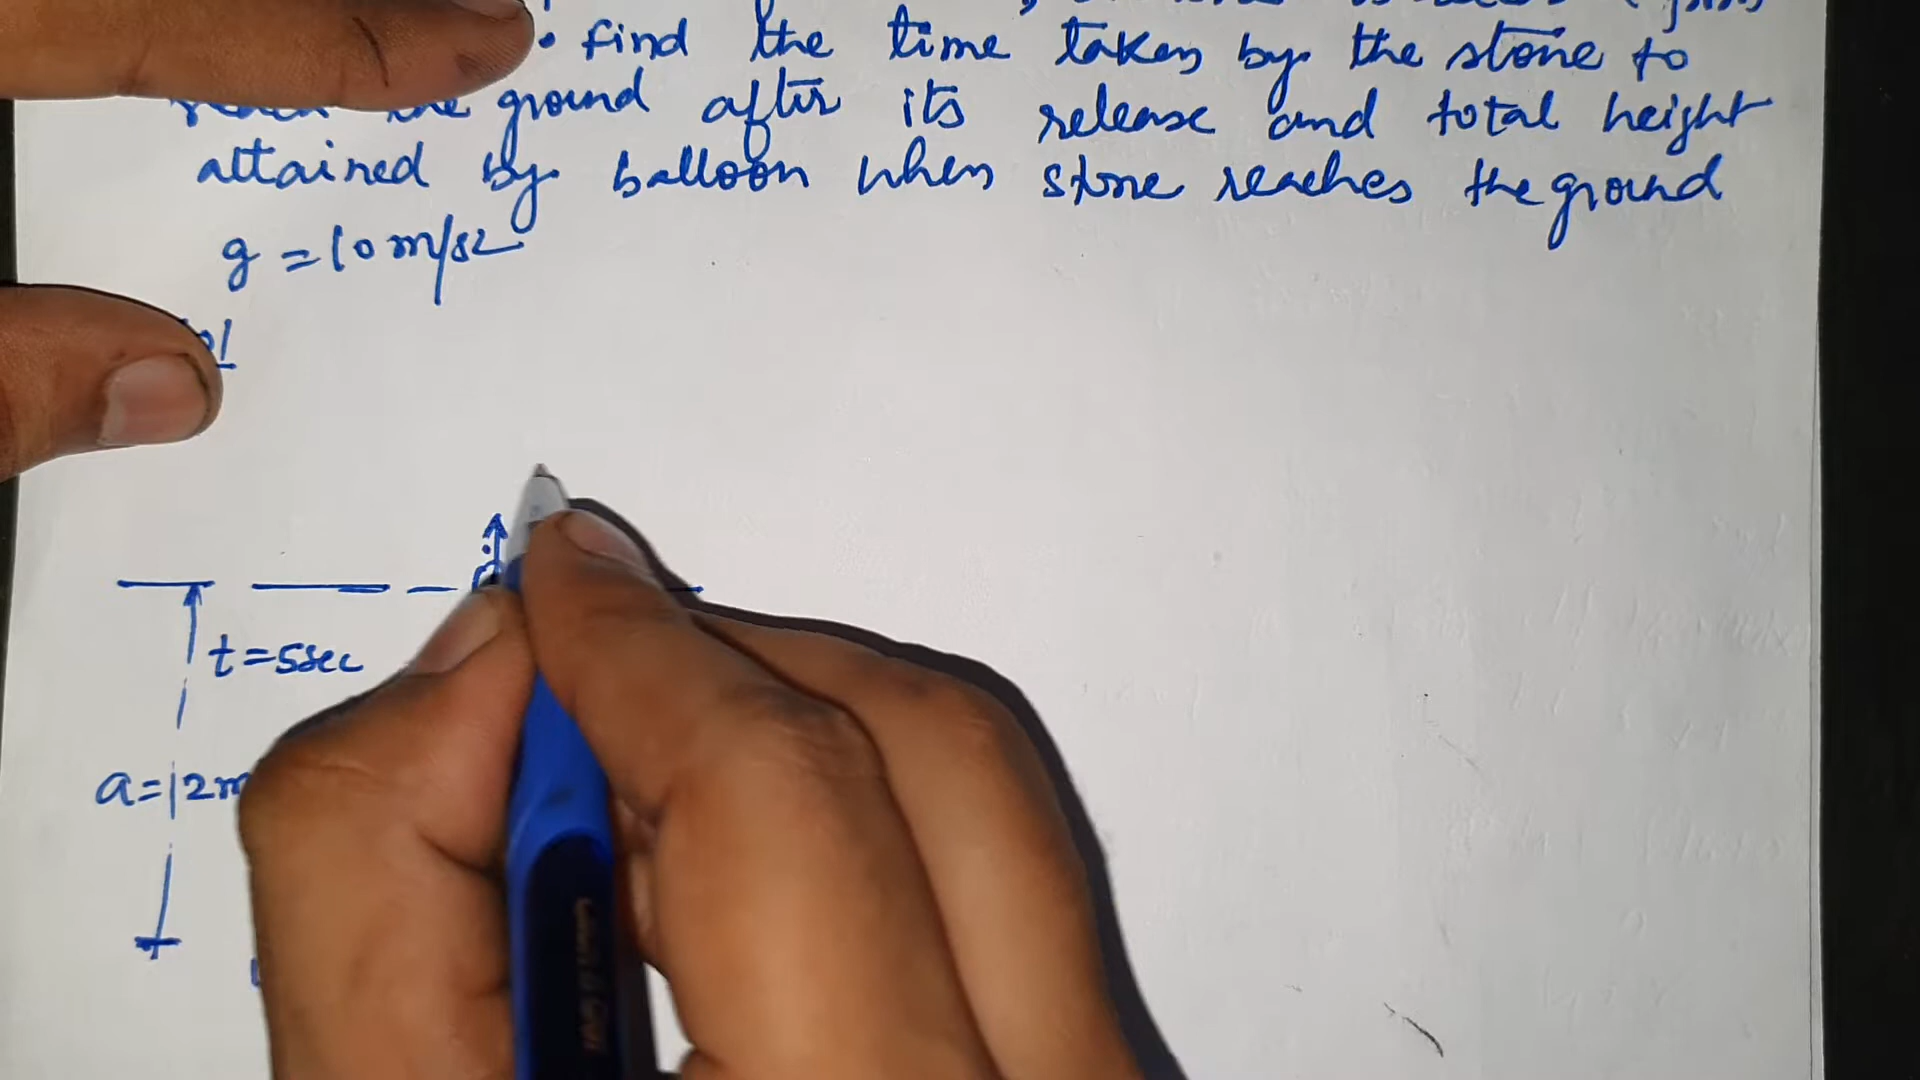 find the time taken by the stone to
the ground after its release and total height
attained by balloon when stone reaches the ground
g = 10 m/s2
t=5sec
a=12m